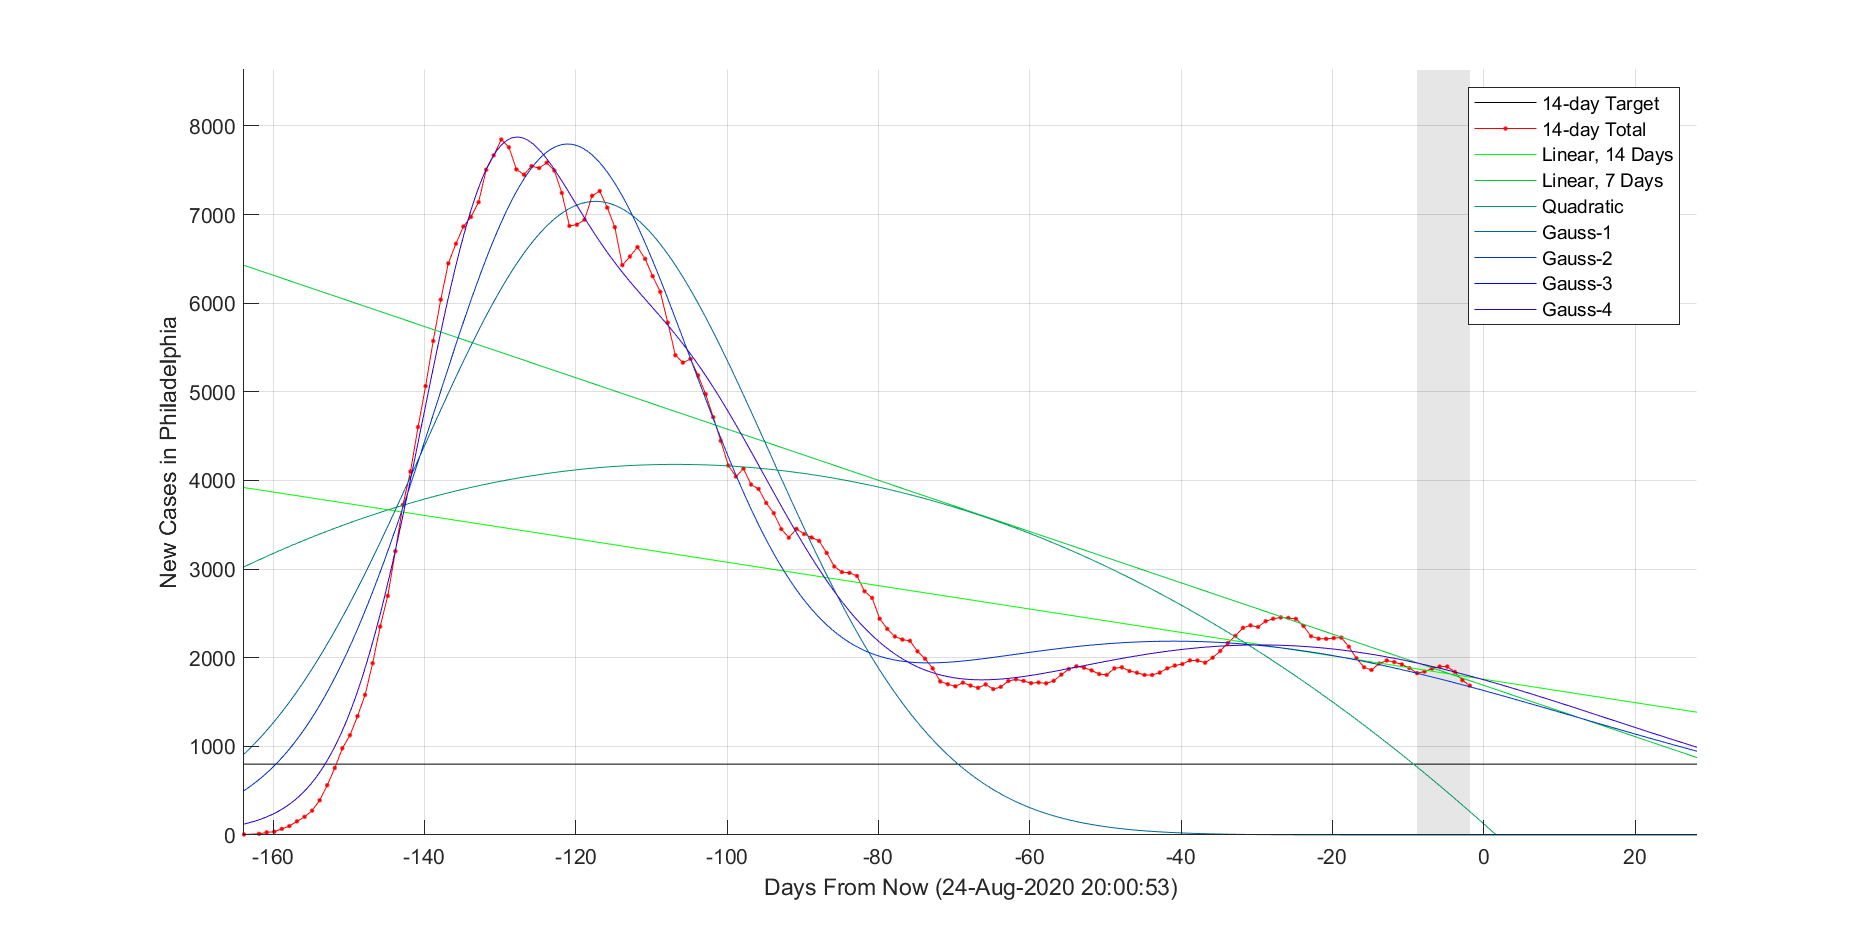 8000
7000
6000
5000
4000
3000
2000
1000
0
New Cases in Philadelphia
-160 -140 -120 -100 -80 -60 -40 -20 0 20
Days From Now (24-Aug-2020 20:00:53)
14-day Target
14-day Total
Linear, 14 Days
Linear, 7 Days
Quadratic
Gauss-1
Gauss-2
Gauss-3
Gauss-4